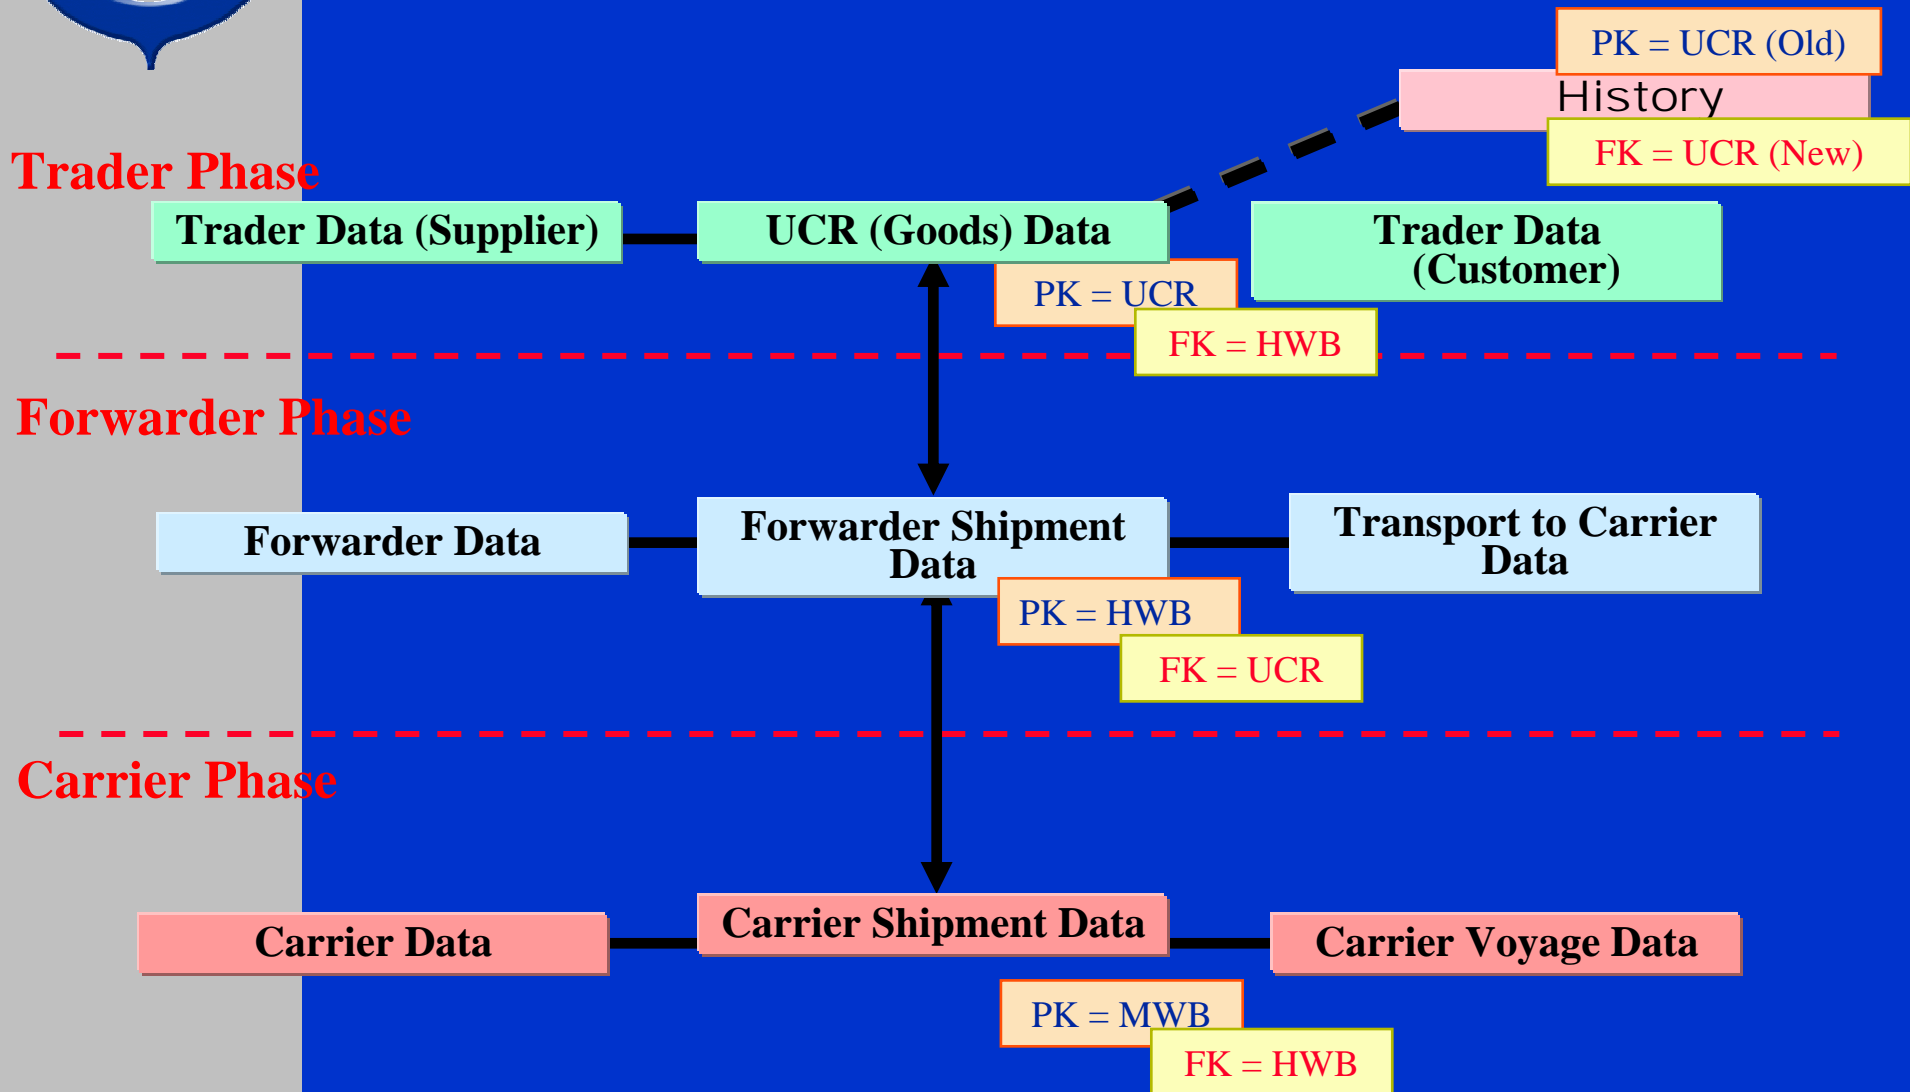 PK = UCR (Old)
History
FK = UCR (New)
Trader Phase
Trader Data (Supplier)
UCR (Goods) Data
Trader Data
(Customer)
PK = UCR
FK = HWB
Forwarder Phase
Forwarder Data
Forwarder Shipment
Data
Transport to Carrier
Data
PK = HWB
FK = UCR
Carrier Phase
Carrier Data
Carrier Shipment Data
Carrier Voyage Data
PK = MWB
FK = HWB